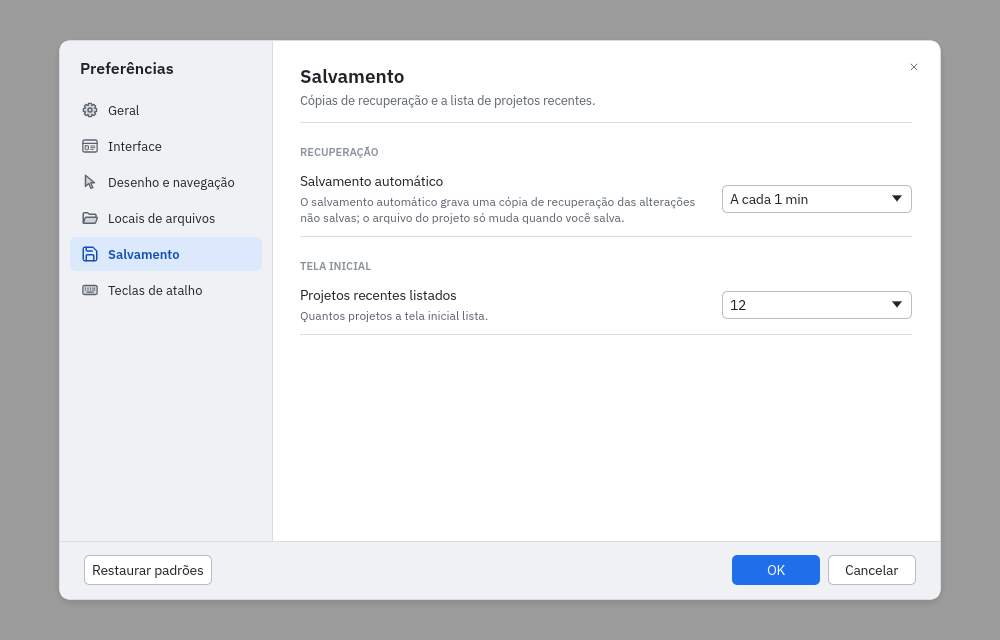 Preferências
Geral
Interface
Desenho e navegação
Locais de arquivos
Salvamento
Teclas de atalho
Salvamento
Cópias de recuperação e a lista de projetos recentes.
RECUPERAÇÃO
Salvamento automático
O salvamento automático grava uma cópia de recuperação das alterações
não salvas; o arquivo do projeto só muda quando você salva.
A cada 1 min
TELA INICIAL
Projetos recentes listados
Quantos projetos a tela inicial lista.
12
Restaurar padrões
OK
Cancelar